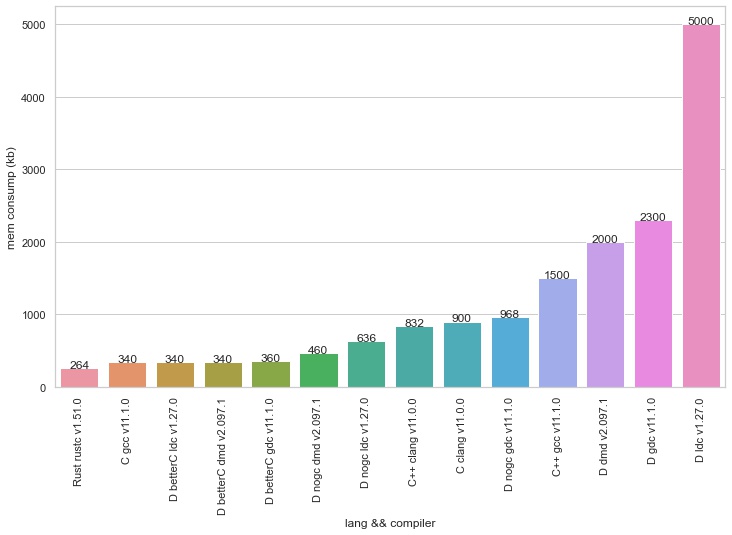 5000
4000
3000
2000
1000
0
mem consump (kb)
264
340
340
340
360
460
636
832
900
968
1500
2000
2300
5000
Rust rustc v1.51.0
C gcc v11.1.0
D betterC ldc v1.27.0
D betterC dmd v2.097.1
D betterC gdc v11.1.0
D nogc dmd v2.097.1
D nogc ldc v1.27.0
C++ clang v11.0.0
C clang v11.0.0
D nogc gdc v11.1.0
C++ gcc v11.1.0
D dmd v2.097.1
D gdc v11.1.0
D ldc v1.27.0
lang && compiler